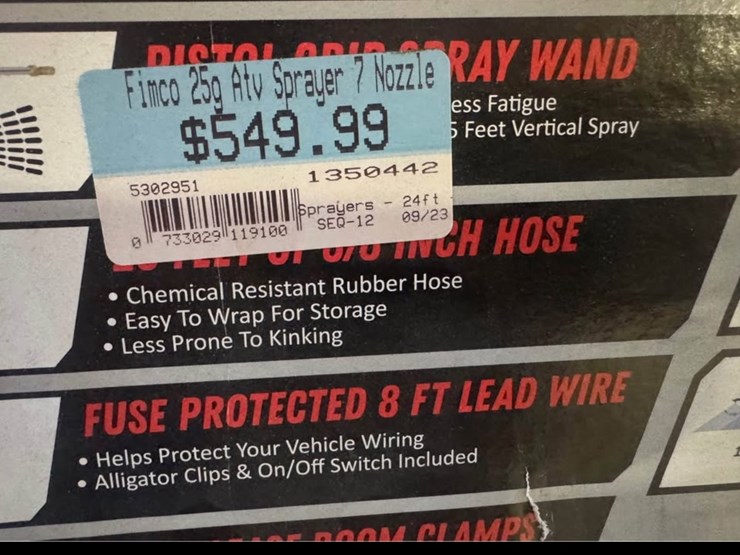 RAY WAND
Fimco 25g Atv Sprayer 7 Nozzle
ess Fatigue
$549.99
5 Feet Vertical Spray
5302951
1350442
Sprayers - 24ft
SEQ-12 09/23
0 733029 119100
INCH HOSE
• Chemical Resistant Rubber Hose
• Easy To Wrap For Storage
• Less Prone To Kinking
FUSE PROTECTED 8 FT LEAD WIRE
• Helps Protect Your Vehicle Wiring
• Alligator Clips & On/Off Switch Included
CLAMPS